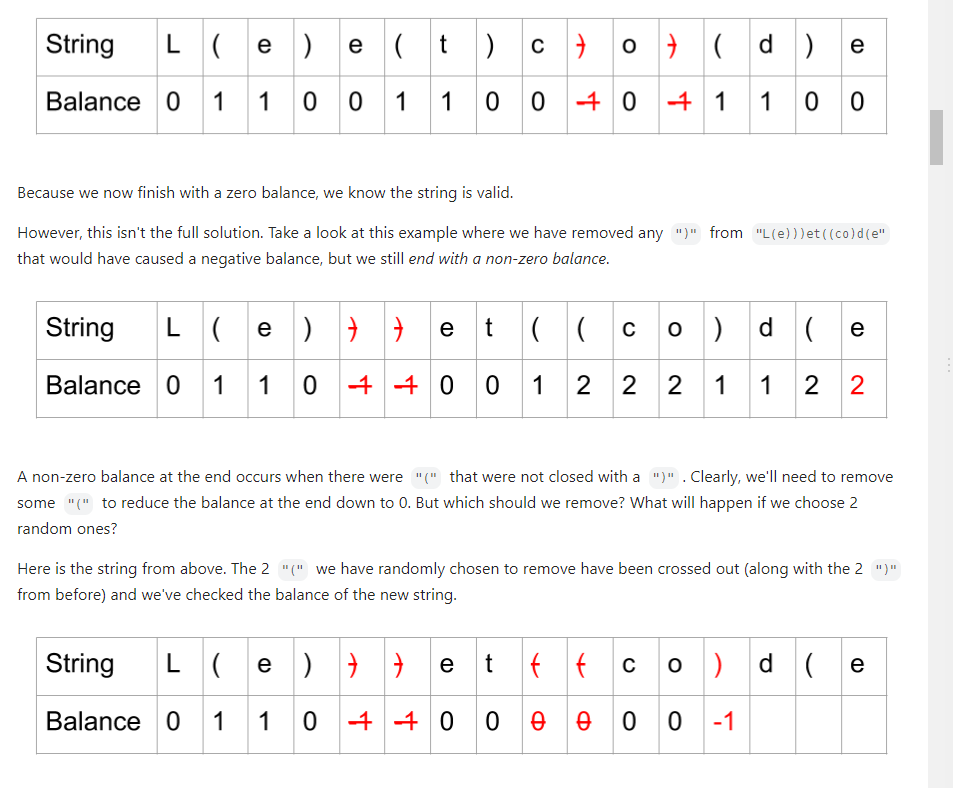 String L ( e ) e ( t ) c ) o ) ( d ) e
Balance 0 1 1 0 0 1 1 0 0 -1 0 -1 1 1 0 0
Because we now finish with a zero balance, we know the string is valid.
However, this isn't the full solution. Take a look at this example where we have removed any ")" from "L(e)))et((co)d(e"
that would have caused a negative balance, but we still end with a non-zero balance.
String L ( e ) ) ) e t ( ( c o ) d ( e
Balance 0 1 1 0 -1 -1 0 0 1 2 2 2 1 1 2 2
A non-zero balance at the end occurs when there were "(" that were not closed with a ")". Clearly, we'll need to remove
some "(" to reduce the balance at the end down to 0. But which should we remove? What will happen if we choose 2
random ones?
Here is the string from above. The 2 "(" we have randomly chosen to remove have been crossed out (along with the 2 ")"
from before) and we've checked the balance of the new string.
String L ( e ) ) ) e t ( ( c o ) d ( e
Balance 0 1 1 0 -1 -1 0 0 0 0 0 0 -1